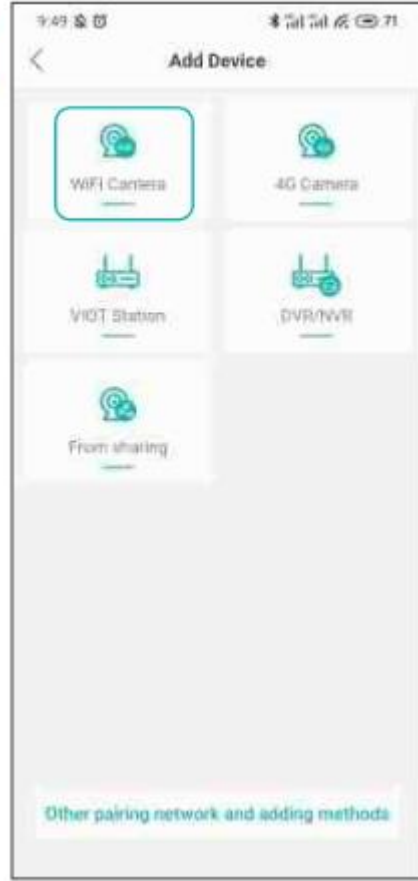 9:49
71
Add Device
WiFi Camera
4G Camera
VIOT Station
DVR/NVR
From sharing
Other pairing network and adding methods